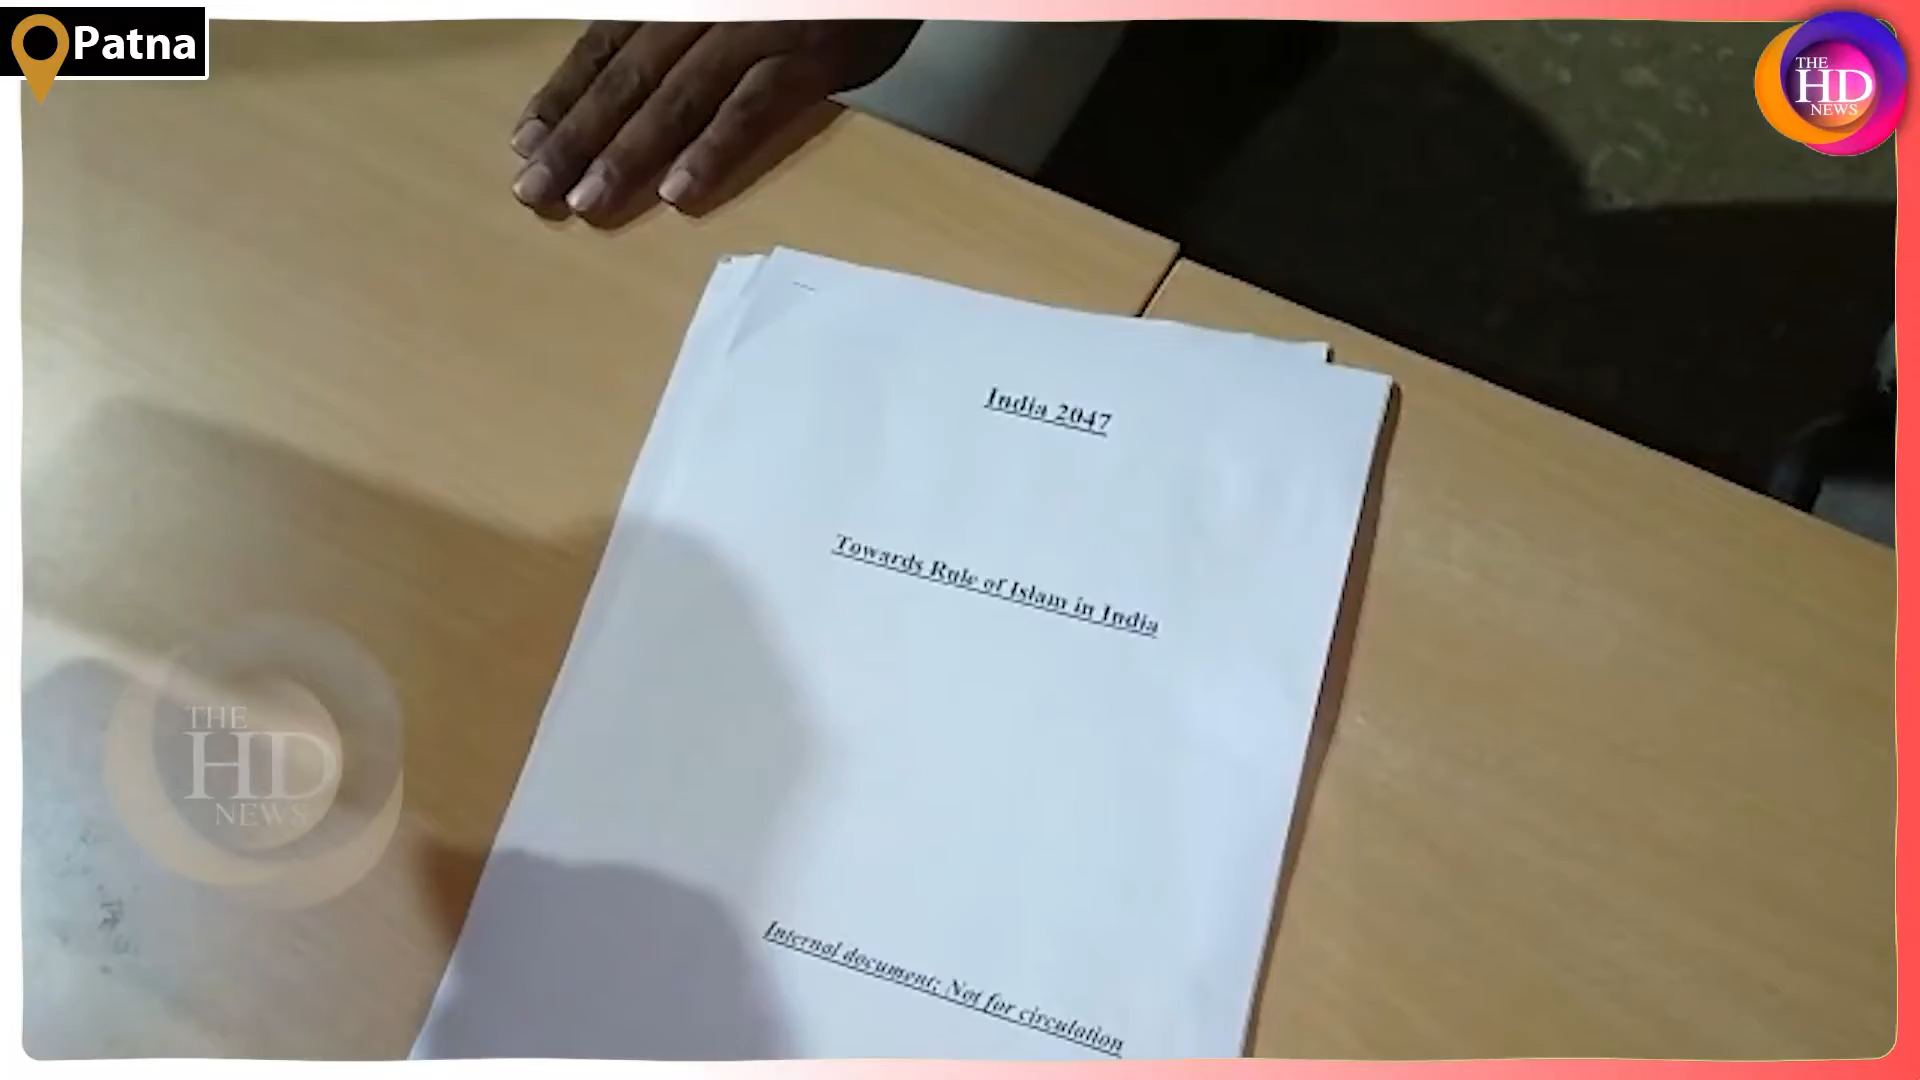 Patna
THE
HD
NEWS
India 2047
Towards Rule of Islam in India
THE
HD
NEWS
Internal document; Not for circulation